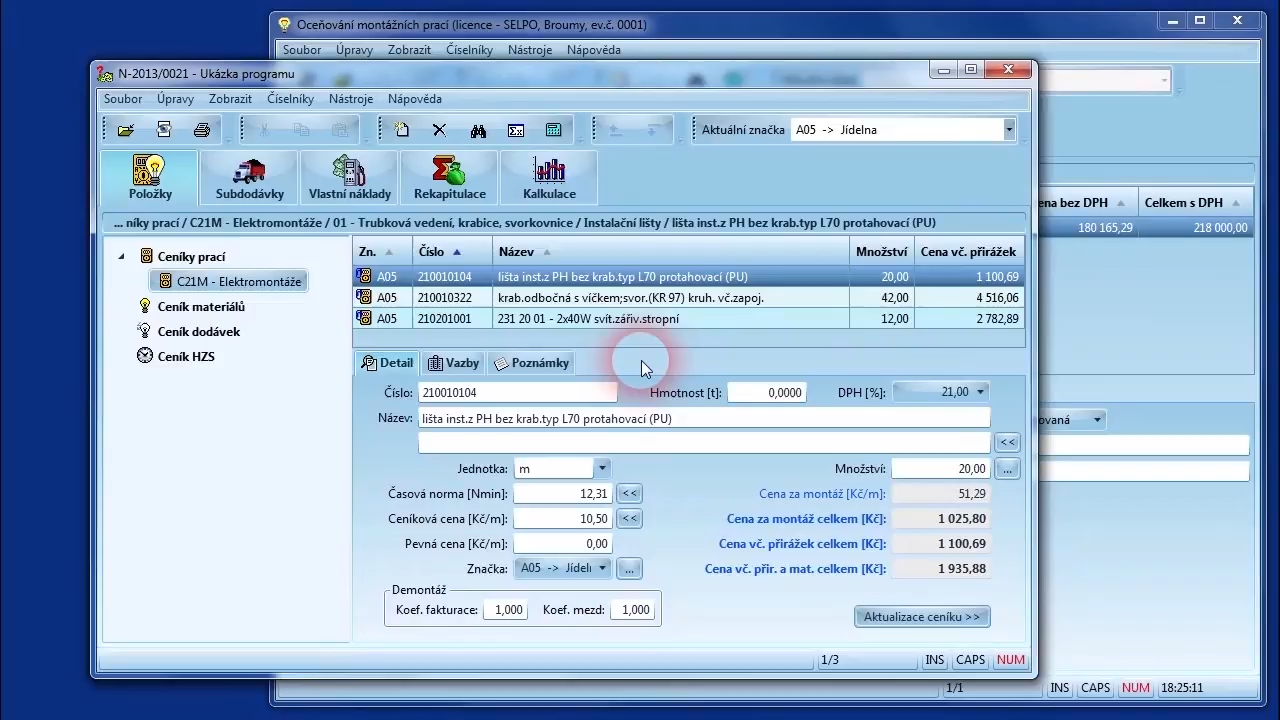 Oceňování montážních prací (licence - SELPO, Broumy, ev.č. 0001)
Soubor Úpravy Zobrazit Číselníky Nástroje Nápověda
N-2013/0021 - Ukázka programu
Soubor Úpravy Zobrazit Číselníky Nástroje Nápověda
Aktuální značka A05 -> Jídelna
Položky Subdodávky Vlastní náklady Rekapitulace Kalkulace
... níky prací / C21M - Elektromontáže / 01 - Trubková vedení, krabice, svorkovnice / Instalační lišty / lišta inst.z PH bez krab.typ L70 protahovací (PU)
Ceníky prací
C21M - Elektromontáže
Ceník materiálů
Ceník dodávek
Ceník HZS
Zn. Číslo Název Množství Cena vč. přirážek
A05 210010104 lišta inst.z PH bez krab.typ L70 protahovací (PU) 20,00 1 100,69
A05 210010322 krab.odbočná s víčkem;svor.(KR 97) kruh. vč.zapoj. 42,00 4 516,06
A05 210201001 231 20 01 - 2x40W svít.zářiv.stropní 12,00 2 782,89
ena bez DPH Celkem s DPH
180 165,29 218 000,00
Detail Vazby Poznámky
Číslo: 210010104 Hmotnost [t]: 0,0000 DPH [%]: 21,00
Název: lišta inst.z PH bez krab.typ L70 protahovací (PU)
<<
Jednotka: m Množství: 20,00 ...
Časová norma [Nmin]: 12,31 << Cena za montáž [Kč/m]: 51,29
Ceníková cena [Kč/m]: 10,50 << Cena za montáž celkem [Kč]: 1 025,80
Pevná cena [Kč/m]: 0,00 Cena vč. přirážek celkem [Kč]: 1 100,69
Značka: A05 -> Jídeln ... Cena vč. přir. a mat. celkem [Kč]: 1 935,88
Demontáž
Koef. fakturace: 1,000 Koef. mezd: 1,000
Aktualizace ceníku >>
ovaná
1/3 INS CAPS NUM
1/1 INS CAPS NUM 18:25:11